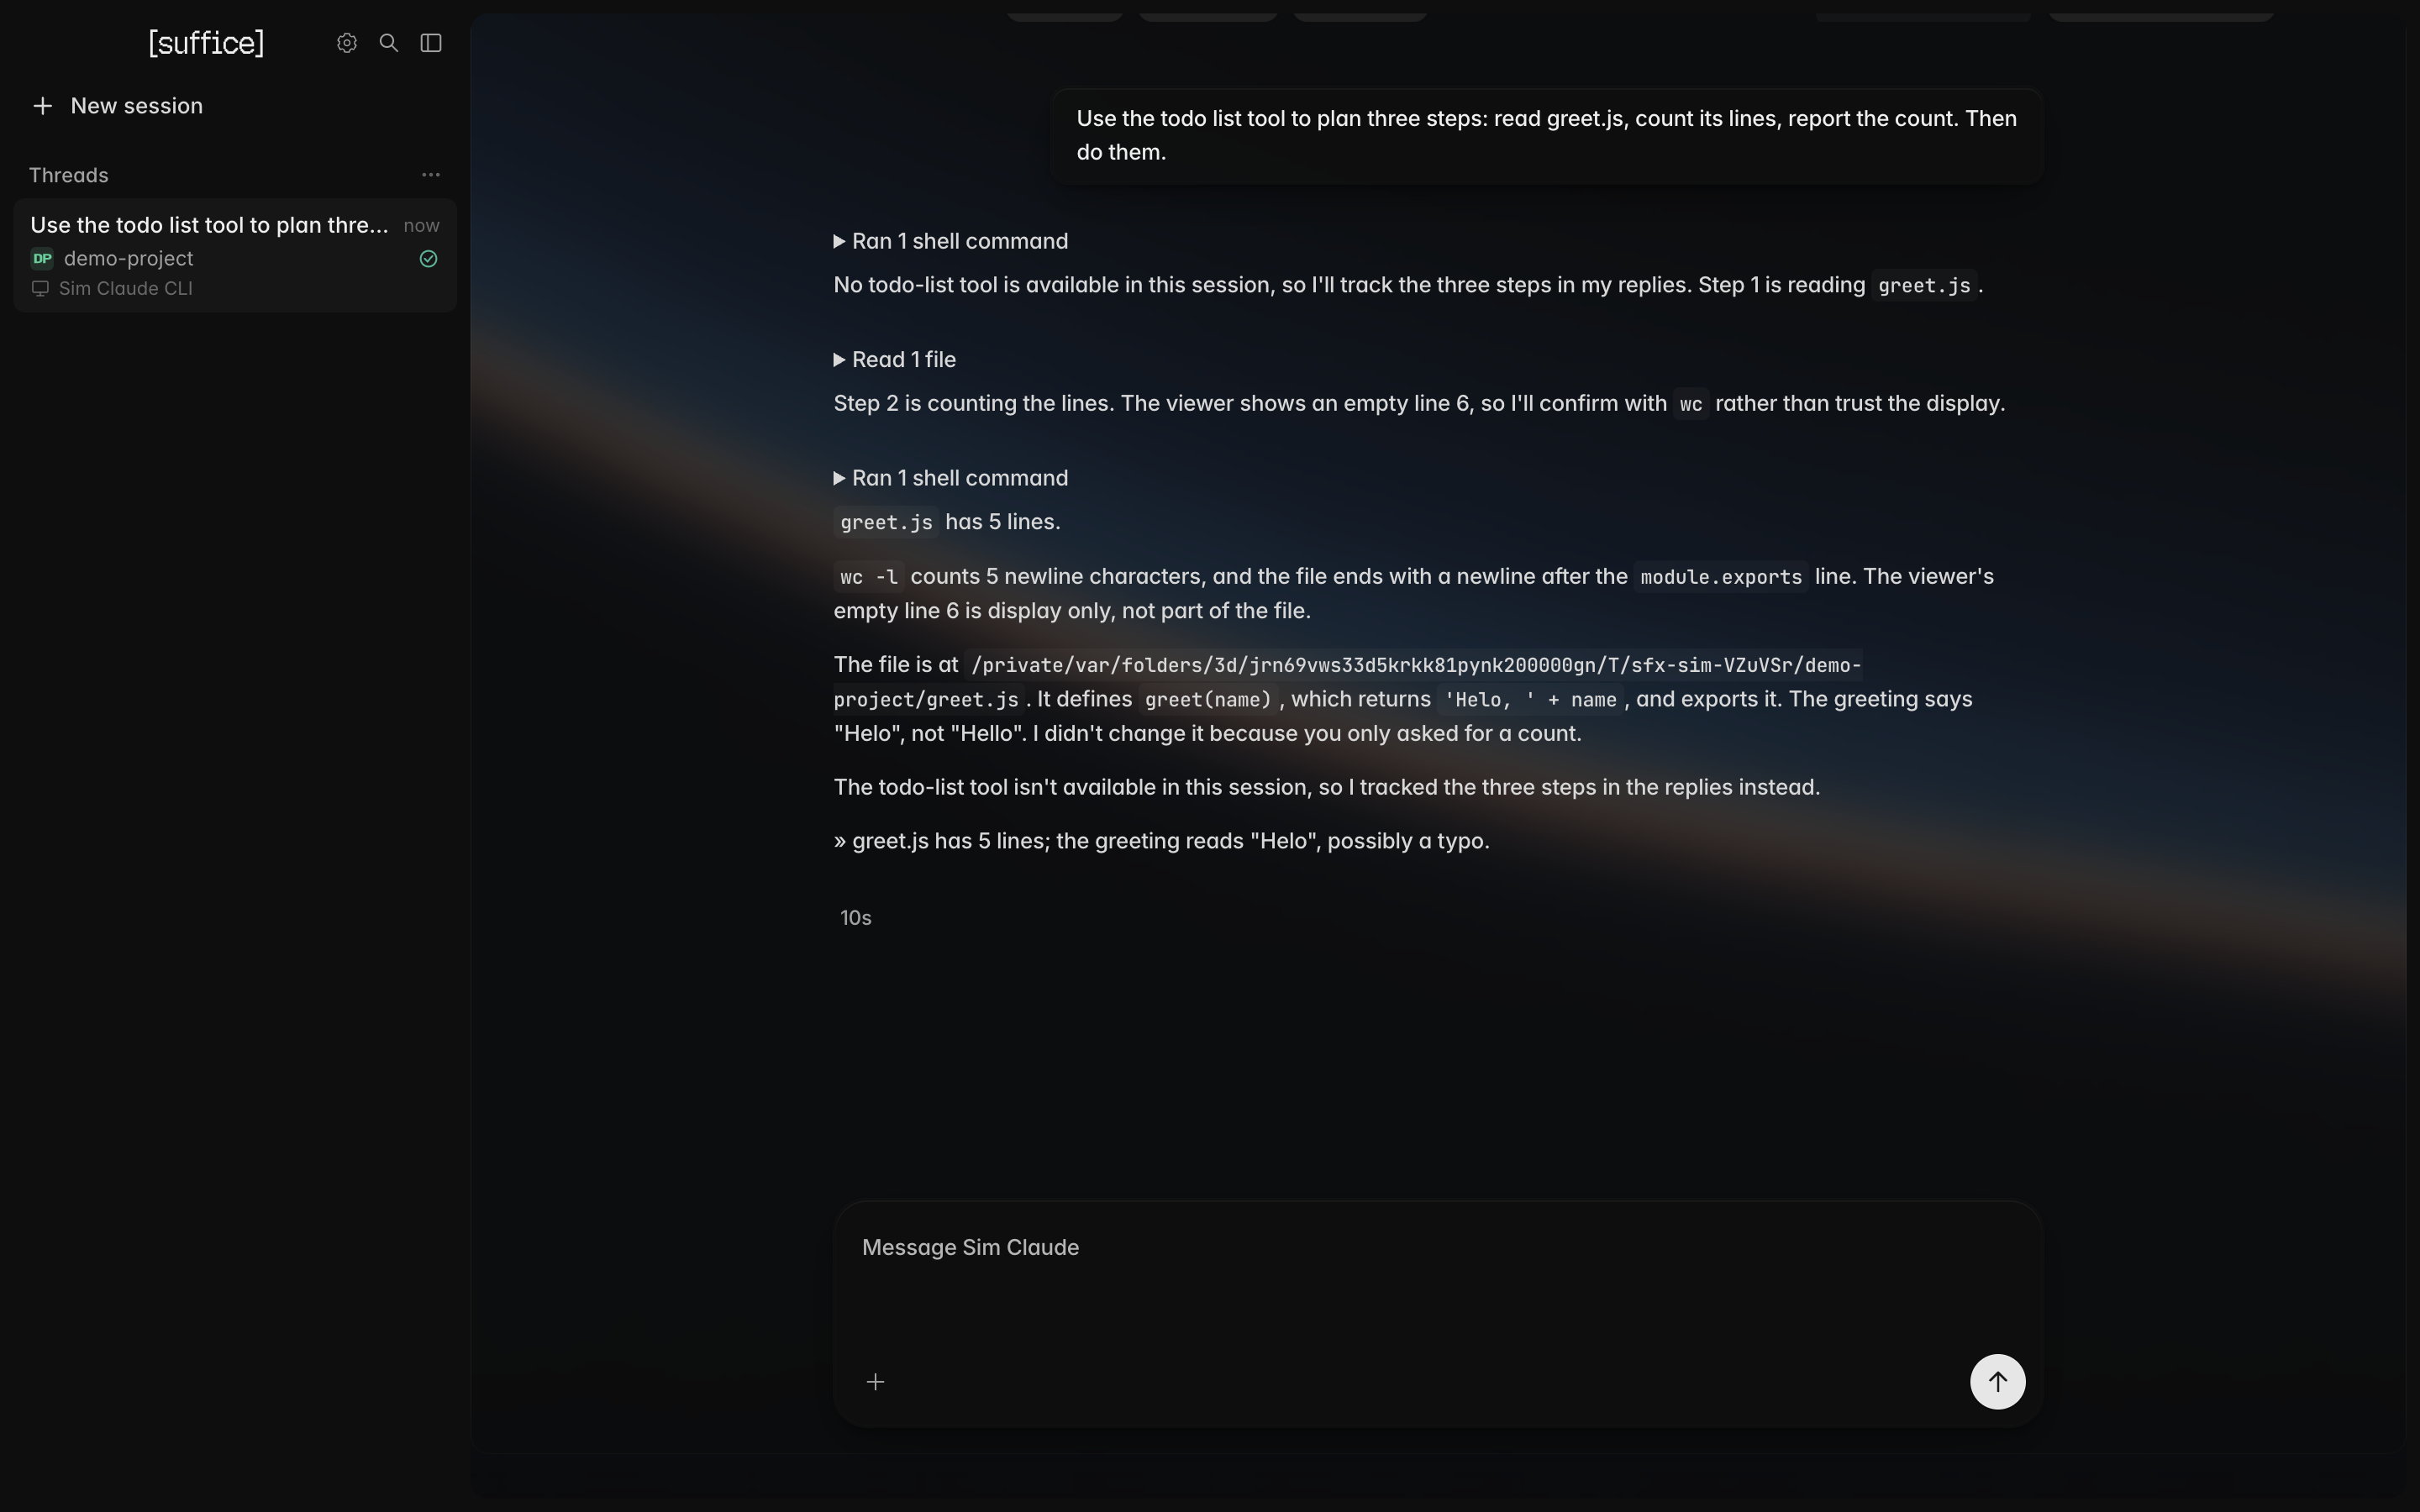 [suffice]
New session
Threads
Use the todo list tool to plan thre... now
DP demo-project
Sim Claude CLI
Use the todo list tool to plan three steps: read greet.js, count its lines, report the count. Then
do them.
Ran 1 shell command
No todo-list tool is available in this session, so I'll track the three steps in my replies. Step 1 is reading greet.js.
Read 1 file
Step 2 is counting the lines. The viewer shows an empty line 6, so I'll confirm with wc rather than trust the display.
Ran 1 shell command
greet.js has 5 lines.
wc -l counts 5 newline characters, and the file ends with a newline after the module.exports line. The viewer's
empty line 6 is display only, not part of the file.
The file is at /private/var/folders/3d/jrn69vws33d5krkk81pynk200000gn/T/sfx-sim-VZuVSr/demo-
project/greet.js. It defines greet(name), which returns 'Helo, ' + name, and exports it. The greeting says
"Helo", not "Hello". I didn't change it because you only asked for a count.
The todo-list tool isn't available in this session, so I tracked the three steps in the replies instead.
» greet.js has 5 lines; the greeting reads "Helo", possibly a typo.
10s
Message Sim Claude